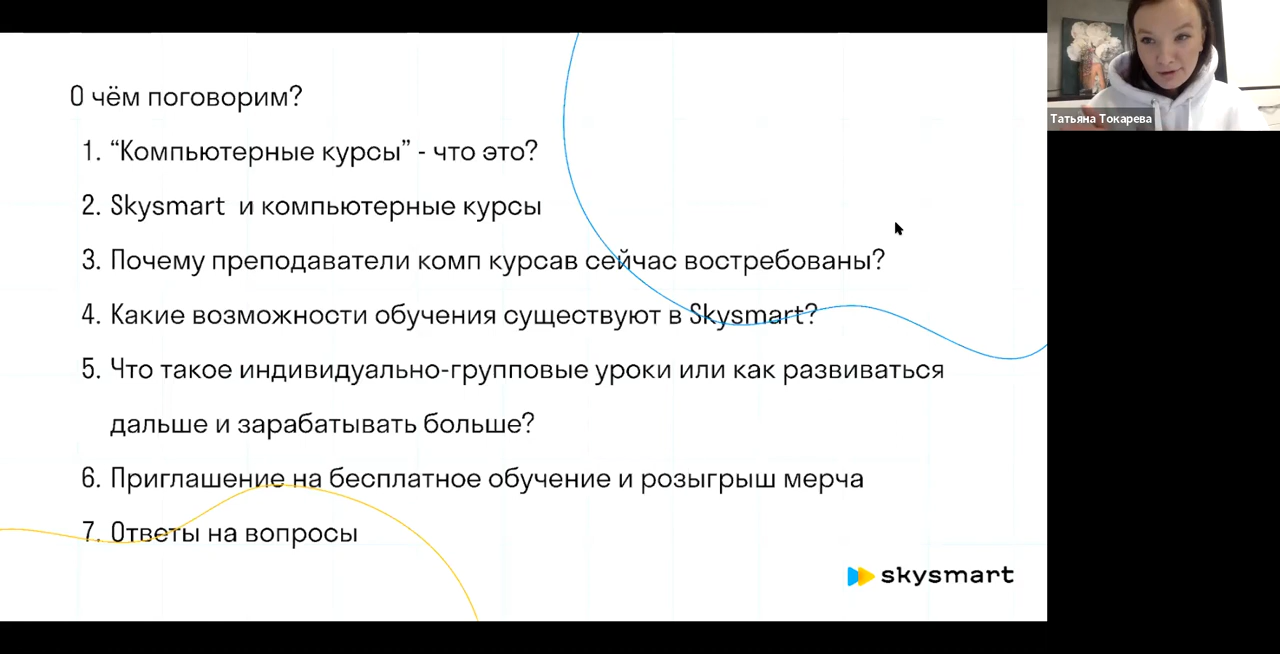 О чём поговорим?
1. “Компьютерные курсы” - что это?
2. Skysmart и компьютерные курсы
3. Почему преподаватели комп курсав сейчас востребованы?
4. Какие возможности обучения существуют в Skysmart?
5. Что такое индивидуально-групповые уроки или как развиваться
дальше и зарабатывать больше?
6. Приглашение на бесплатное обучение и розыгрыш мерча
7. Ответы на вопросы
skysmart
Татьяна Токарева